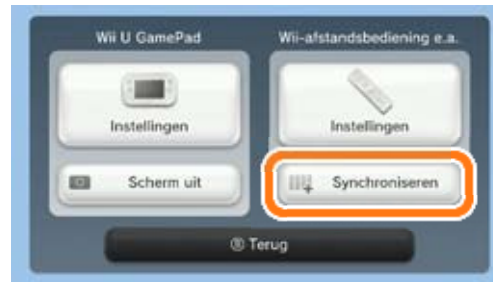 Wii U GamePad
Wii-afstandsbediening e.a.
Instellingen
Instellingen
Scherm uit
Synchroniseren
Ⓑ Terug